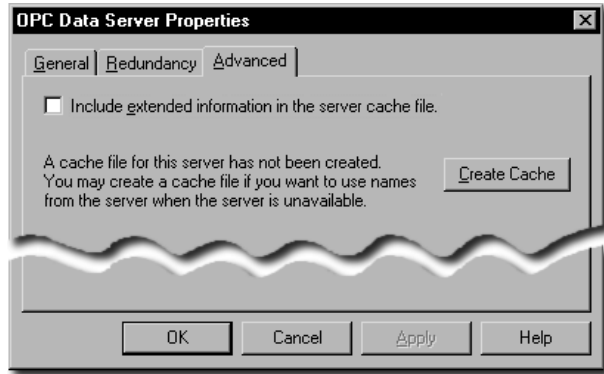 OPC Data Server Properties
General Redundancy Advanced
Include extended information in the server cache file.
A cache file for this server has not been created.
You may create a cache file if you want to use names
from the server when the server is unavailable.
Create Cache
OK Cancel Apply Help